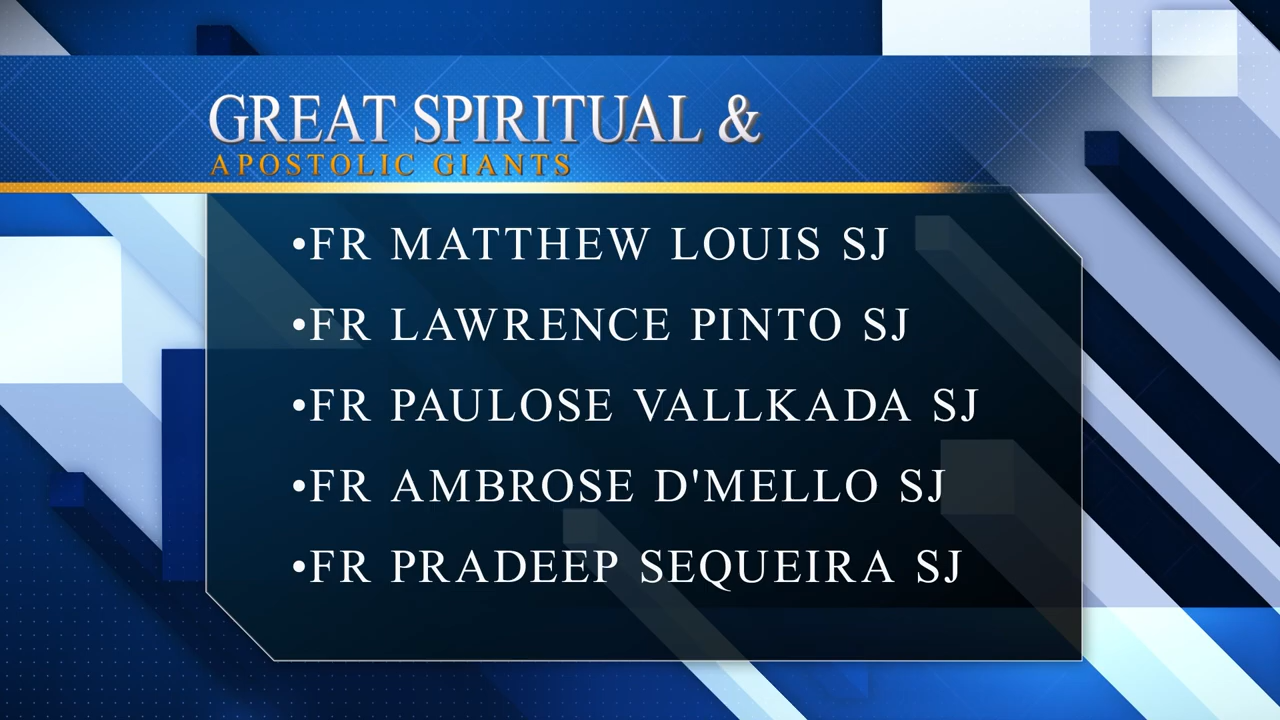 GREAT SPIRITUAL &
APOSTOLIC GIANTS
•FR MATTHEW LOUIS SJ
•FR LAWRENCE PINTO SJ
•FR PAULOSE VALLKADA SJ
•FR AMBROSE D'MELLO SJ
•FR PRADEEP SEQUEIRA SJ